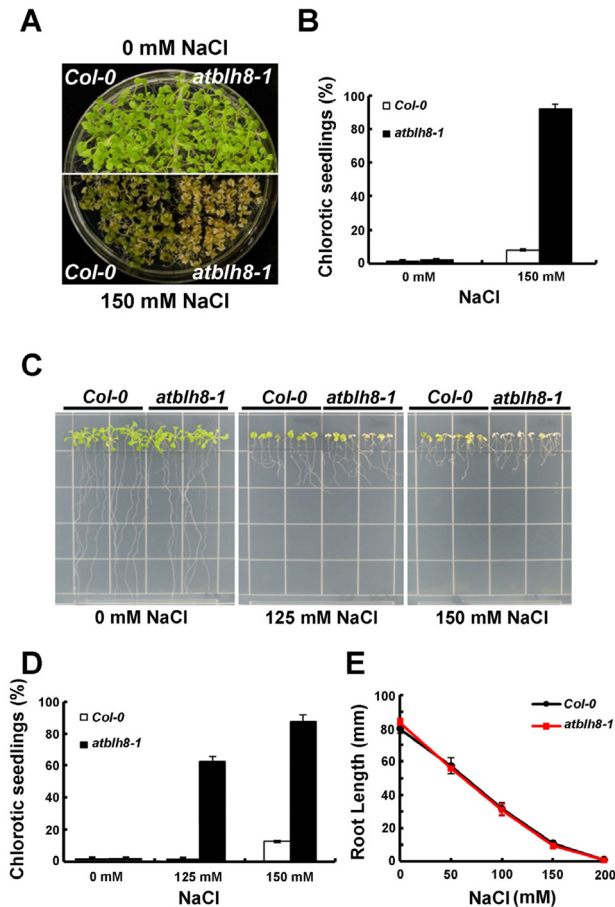 A
0 mM NaCl
Col-0 atblh8-1
Col-0 atblh8-1
150 mM NaCl
B
Chlorotic seedlings (%)
100
80
60
40
20
0
Col-0
atblh8-1
0 mM 150 mM
NaCl
C
Col-0 atblh8-1 Col-0 atblh8-1 Col-0 atblh8-1
0 mM NaCl 125 mM NaCl 150 mM NaCl
D
Chlorotic seedlings (%)
100
80
60
40
20
0
Col-0
atblh8-1
0 mM 125 mM 150 mM
NaCl
E
Root Length (mm)
100
80
60
40
20
0
Col-0
atblh8-1
0 50 100 150 200
NaCl (mM)